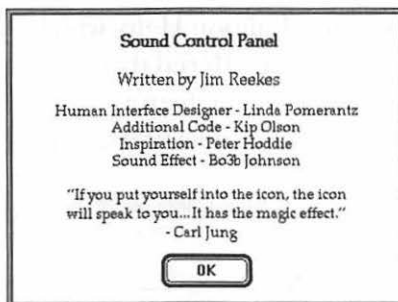 Sound Control Panel
Written by Jim Reekes
Human Interface Designer - Linda Pomerantz
Additional Code - Kip Olson
Inspiration - Peter Hoddie
Sound Effect - Bo3b Johnson
"If you put yourself into the icon, the icon
will speak to you...It has the magic effect."
- Carl Jung
OK